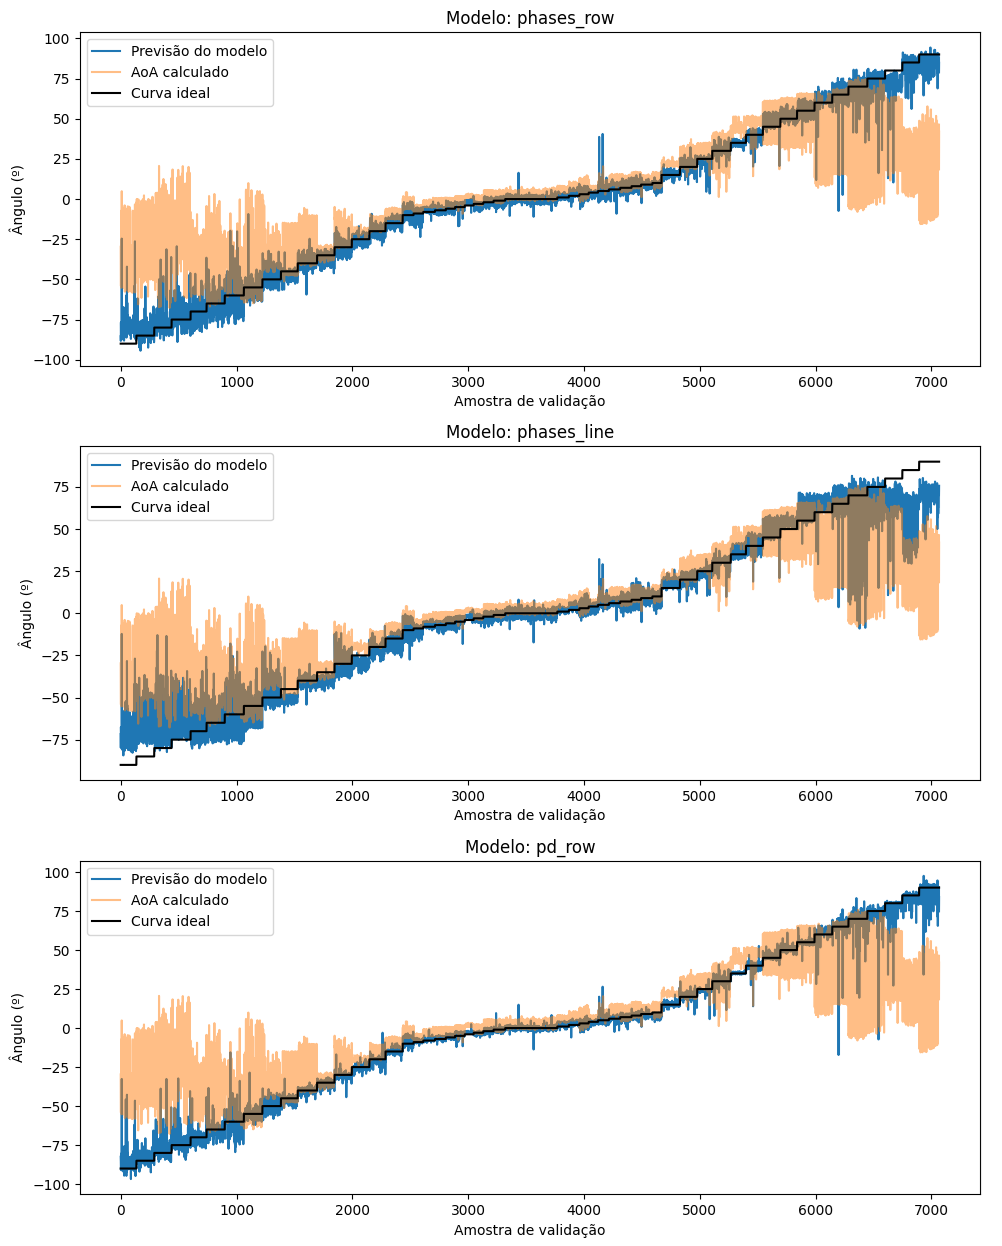 Modelo: phases_row
100
75
50
25
0
−25
−50
−75
−100
Ângulo (º)
Previsão do modelo
AoA calculado
Curva ideal
0 1000 2000 3000 4000 5000 6000 7000
Amostra de validação
Modelo: phases_line
75
50
25
0
−25
−50
−75
Ângulo (º)
Previsão do modelo
AoA calculado
Curva ideal
0 1000 2000 3000 4000 5000 6000 7000
Amostra de validação
Modelo: pd_row
100
75
50
25
0
−25
−50
−75
−100
Ângulo (º)
Previsão do modelo
AoA calculado
Curva ideal
0 1000 2000 3000 4000 5000 6000 7000
Amostra de validação